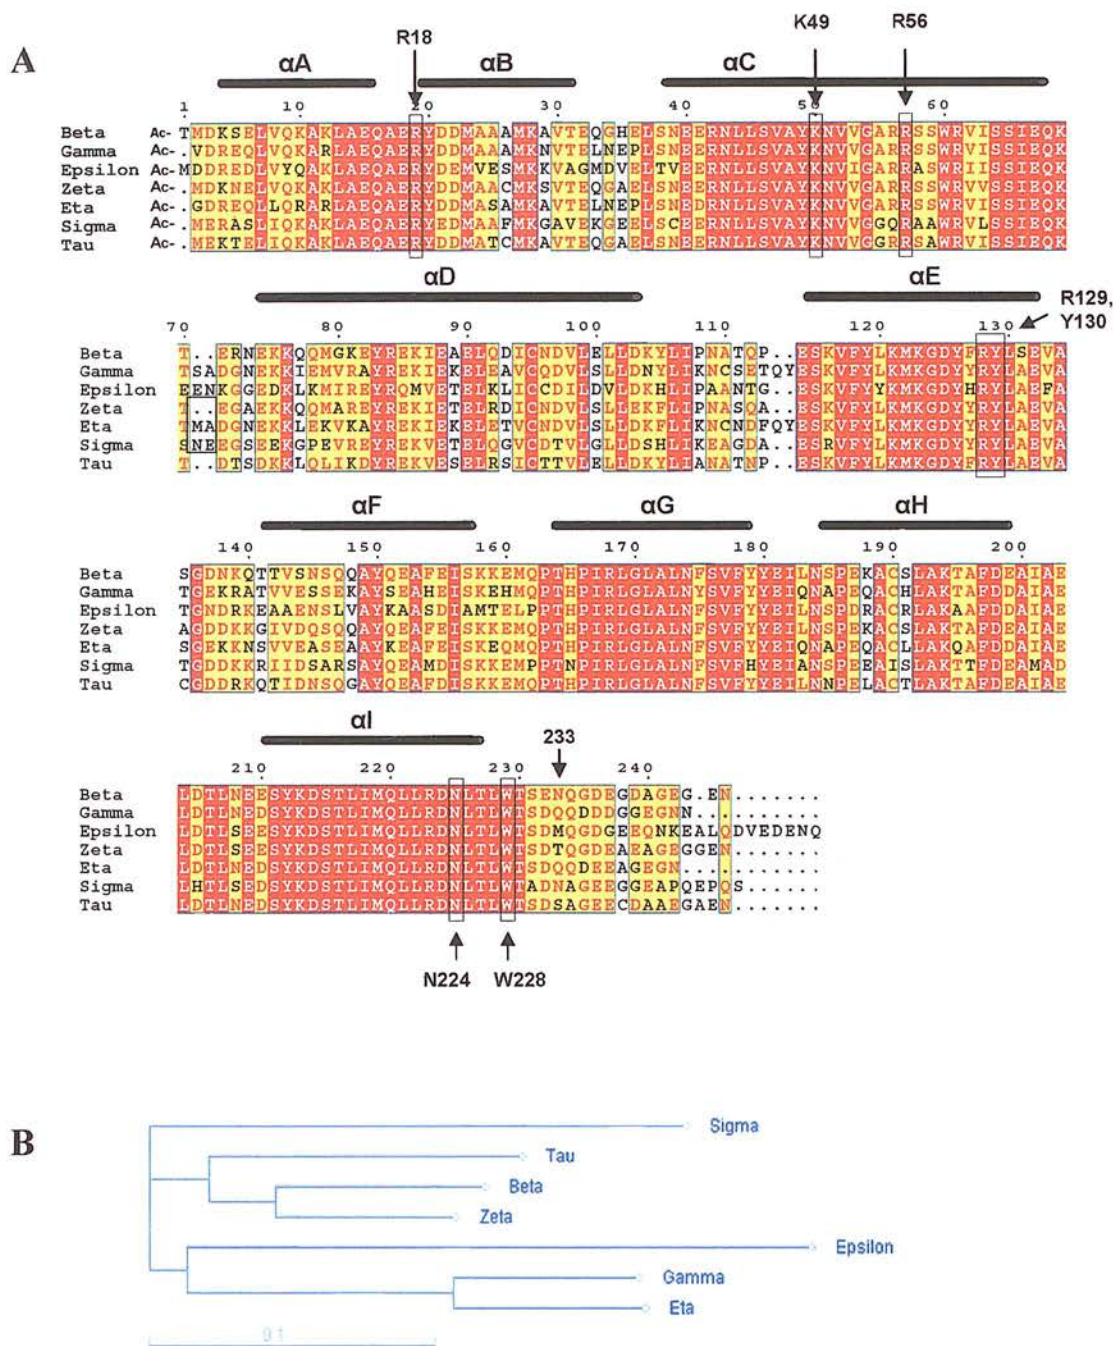 A
R18
K49
R56
αA
αB
αC
1 10 20 30 40 50 60
Beta Ac-TMDKSELVQKAKLAEQAERYDDMAAAMKAVTEQGHELSNEERNLLSVAYKNVVGARRSSWRVISSIEQK
Gamma Ac-.VDREQLVQKARLAEQAERYDDMAAAMKNVTELNEPLSNEERNLLSVAYKNVVGARRSSWRVISSIEQK
Epsilon Ac-MDDREDLVYQAKLAEQAERYDEMVESMKKVAGMDVELTVEERNLLSVAYKNVIGARRASWRIISSIEQK
Zeta Ac-.MDKNELVQKAKLAEQAERYDDMAACMKSVTEQGAELSNEERNLLSVAYKNVVGARRSSWRVVSSIEQK
Eta Ac-.GDREQLLQRARLAEQAERYDDMASAMKAVTELNEPLSNEDRNLLSVAYKNVVGARRSSWRVISSIEQK
Sigma Ac-.MERASLIQKAKLAEQAERYEDMAAFMKGAVEKGEELSCEERNLLSVAYKNVVGGQRAAWRVLSSIEQK
Tau Ac-.MEKTELIQKAKLAEQAERYDDMATCMKAVTEQGAELSNEERNLLSVAYKNVVGGRRSAWRVISSIEQK
αD
αE
R129,
Y130
70 80 90 100 110 120 130
Beta T..ERNEKKQQMGKEYREKIEAELQDICNDVLELLDKYLIPNATQP..ESKVFYLKMKGDYFRYLSEVA
Gamma TSADGNEKKIEMVRAYREKIEKELEAVCQDVLSLLDNYLIKNCSETQYESKVFYLKMKGDYYRYLAEVA
Epsilon EENKGGEDKLKMIREYRQMVETELKLICCDILDVLDKHLIPAANTG..ESKVFYYKMKGDYHRYLAEFA
Zeta T..EGAEKKQQMAREYREKIETELRDICNDVLSLLEKFLIPNASQA..ESKVFYLKMKGDYYRYLAEVA
Eta TMADGNEKKLEKVKAYREKIEKELETVCNDVLSLLDKFLIKNCNDFQYESKVFYLKMKGDYYRYLAEVA
Sigma SNEEGSEEKGPEVREYREKVETELQGVCDTVLGLLDSHLIKEAGDA..ESRVFYLKMKGDYYRYLAEVA
Tau T..DTSDKKLQLIKDYREKVESELRSICTTVLELLDKYLIANATNP..ESKVFYLKMKGDYFRYLAEVA
αF
αG
αH
140 150 160 170 180 190 200
Beta SGDNKQTTVSNSQQAYQEAFEISKKEMQPTHPIRLGLALNFSVFYYEILNSPEKACSLAKTAFDEAIAE
Gamma TGEKRATVVESSEKAYSEAHEISKEHMQPTHPIRLGLALNYSVFYYEIQNAPEQACHLAKTAFDDAIAE
Epsilon TGNDRKEAAENSLVAYKAASDIAMTELPPTHPIRLGLALNFSVFYYEILNSPDRACRLAKAAFDDAIAE
Zeta AGDDKKGIVDQSQQAYQEAFEISKKEMQPTHPIRLGLALNFSVFYYEILNSPEKACSLAKTAFDEAIAE
Eta SGEKKNSVVEASEAAYKEAFEISKEQMQPTHPIRLGLALNFSVFYYEIQNAPEQACLLAKQAFDDAIAE
Sigma TGDDKKRIIDSARSAYQEAMDISKKEMPPTNPIRLGLALNFSVFHYEIANSPEEAISLAKTTFDEAMAD
Tau CGDDRKQTIDNSQGAYQEAFDISKKEMQPTHPIRLGLALNFSVFYYEILNNPELACTLAKTAFDEAIAE
αI
233
210 220 230 240
Beta LDTLNEESYKDSTLIMQLLRDNLTLWTSENQGDEGDAGEG.EN.......
Gamma LDTLNEDSYKDSTLIMQLLRDNLTLWTSDQQDDDGGEGNN..........
Epsilon LDTLSEESYKDSTLIMQLLRDNLTLWTSDMQGDGEEQNKEALQDVEDENQ
Zeta LDTLSEESYKDSTLIMQLLRDNLTLWTSDTQGDEAEAGEGGEN.......
Eta LDTLNEDSYKDSTLIMQLLRDNLTLWTSDQQDEEAGEGN...........
Sigma LHTLSEDSYKDSTLIMQLLRDNLTLWTADNAGEEGGEAPQEPQS......
Tau LDTLNEDSYKDSTLIMQLLRDNLTLWTSDSAGEECDAAEGAEN.......
N224
W228
B
Sigma
Tau
Beta
Zeta
Epsilon
Gamma
Eta
0.1